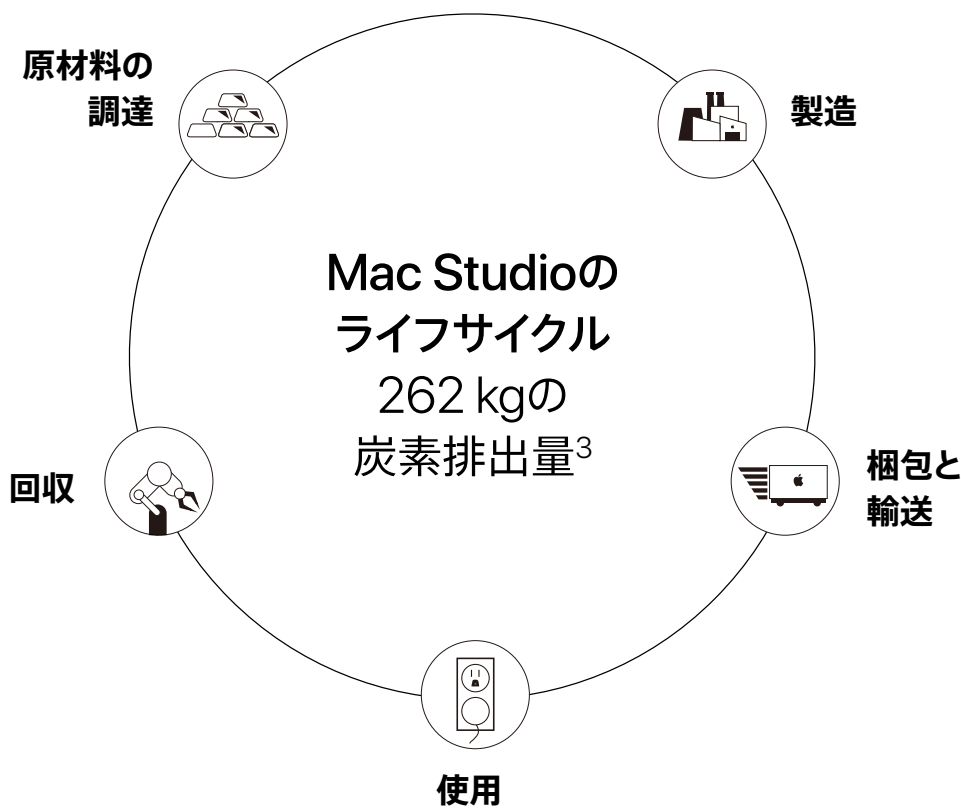 原材料の
調達
製造
Mac Studioの
ライフサイクル
262 kgの
炭素排出量3
回収
梱包と
輸送
使用